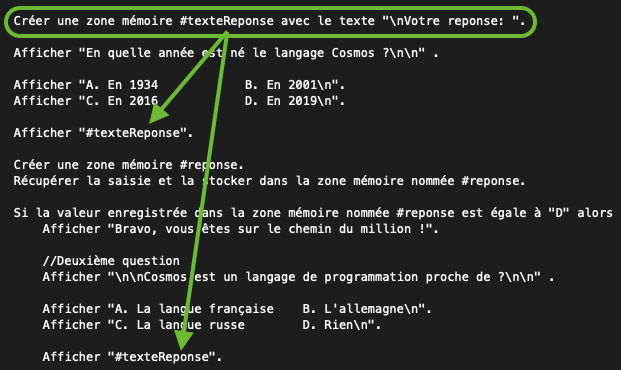 Créer une zone mémoire #texteReponse avec le texte "\nVotre reponse: ".
Afficher "En quelle année est né le langage Cosmos ?\n\n" .
Afficher "A. En 1934            B. En 2001\n".
Afficher "C. En 2016            D. En 2019\n".
Afficher "#texteReponse".
Créer une zone mémoire #reponse.
Récupérer la saisie et la stocker dans la zone mémoire nommée #reponse.
Si la valeur enregistrée dans la zone mémoire nommée #reponse est égale à "D" alors
    Afficher "Bravo, vous êtes sur le chemin du million !".
    //Deuxième question
    Afficher "\n\nCosmos est un langage de programmation proche de ?\n\n" .
    Afficher "A. La langue française    B. L'allemagne\n".
    Afficher "C. La langue russe        D. Rien\n".
    Afficher "#texteReponse".